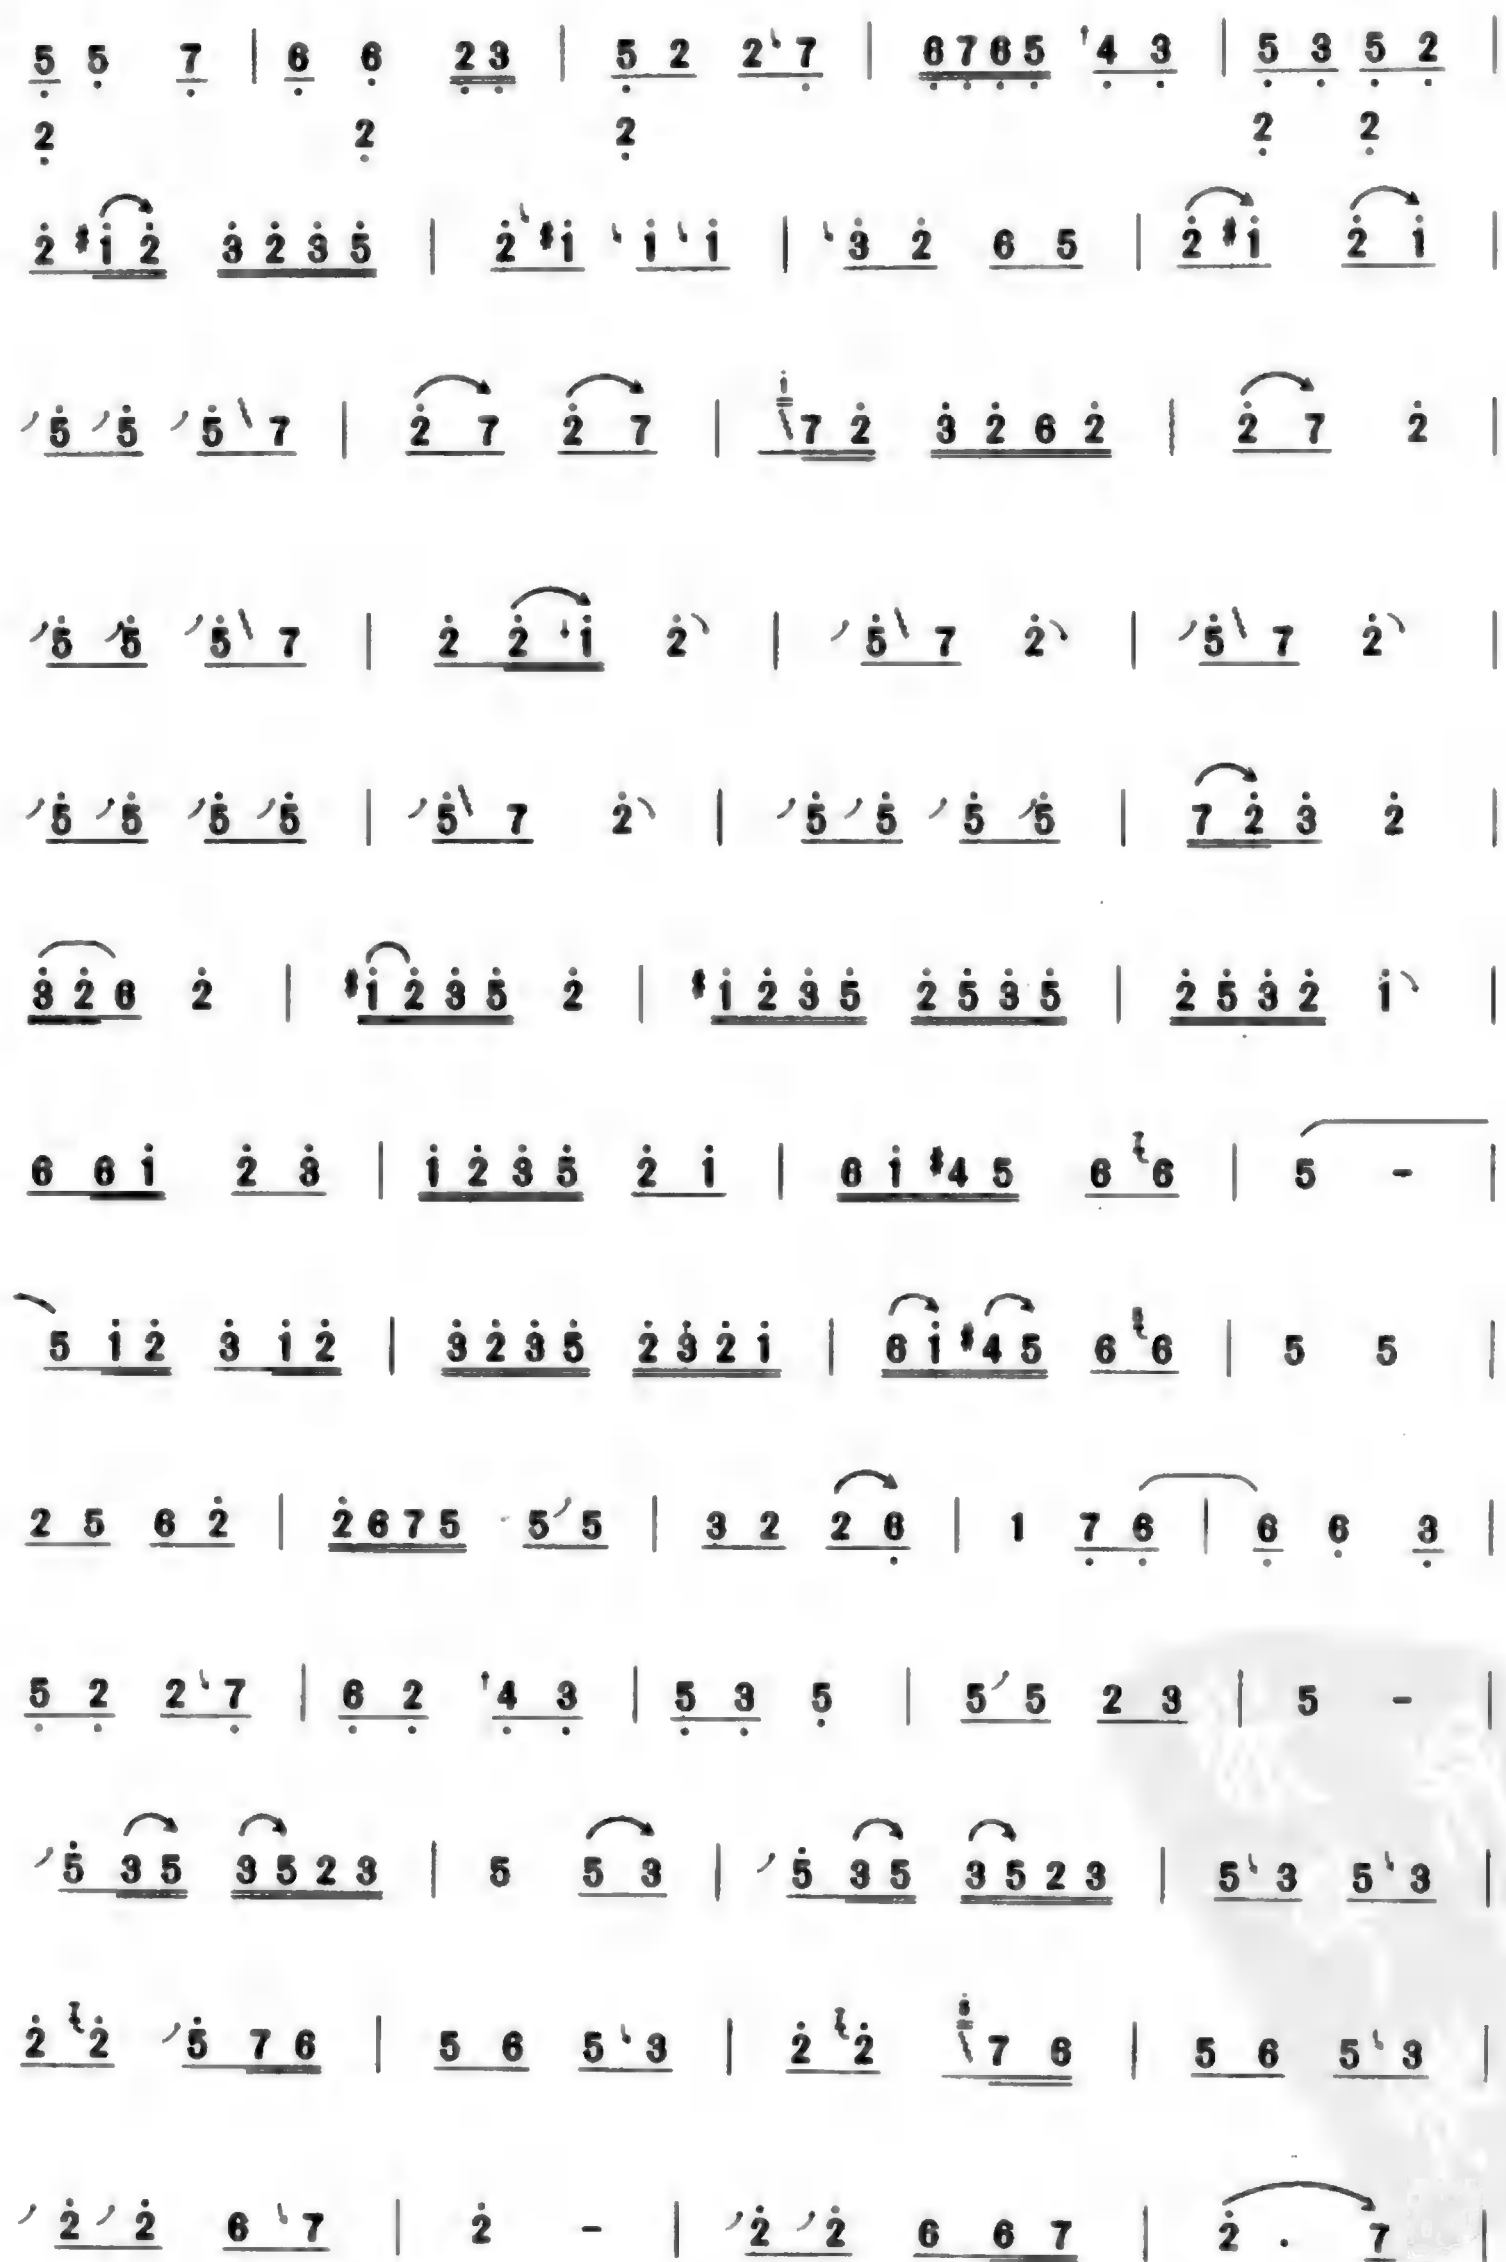 5 5 7 | 6 6 2 3 | 5 2 2 7 | 6 7 6 5 4 3 | 5 3 5 2 |
2 2 2 2 2
2̇ #1̇ 2̇ 3̇ 2̇ 3̇ 5̇ | 2̇ #1̇ 1̇ 1̇ | 3̇ 2̇ 6 5 | 2̇ #1̇ 2̇ 1̇ |
5̇ 5̇ 5̇ 7 | 2̇ 7 2̇ 7 | 7 2̇ 3̇ 2̇ 6 2̇ | 2̇ 7 2̇ |
5̇ 5̇ 5̇ 7 | 2̇ 2̇ 1̇ 2̇ | 5̇ 7 2̇ | 5̇ 7 2̇ |
5̇ 5̇ 5̇ 5̇ | 5̇ 7 2̇ | 5̇ 5̇ 5̇ 5̇ | 7 2̇ 3̇ 2̇ |
3̇ 2̇ 6 2̇ | #1̇ 2̇ 3̇ 5̇ 2̇ | #1̇ 2̇ 3̇ 5̇ 2̇ 5̇ 3̇ 5̇ | 2̇ 5̇ 3̇ 2̇ 1̇ |
6 6 1̇ 2̇ 3̇ | 1̇ 2̇ 3̇ 5̇ 2̇ 1̇ | 6 1̇ #4 5 6 6 | 5 - |
5 1̇ 2̇ 3̇ 1̇ 2̇ | 3̇ 2̇ 3̇ 5̇ 2̇ 3̇ 2̇ 1̇ | 6 1̇ #4 5 6 6 | 5 5 |
2 5 6 2̇ | 2̇ 6 7 5 5 5 | 3 2 2 6̣ | 1 7̣ 6̣ | 6̣ 6̣ 3̣ |
5̣ 2̣ 2 7̣ | 6̣ 2̣ 4̣ 3̣ | 5̣ 3̣ 5̣ | 5 5 2 3 | 5 - |
5̇ 3 5 3 5 2 3 | 5 5 3 | 5̇ 3 5 3 5 2 3 | 5 3 5 3 |
2̇ 2̇ 5̇ 7 6 | 5 6 5 3 | 2̇ 2̇ 7 6 | 5 6 5 3 |
2̇ 2̇ 6 7 | 2̇ - | 2̇ 2̇ 6 6 7 | 2̇ . 7 |